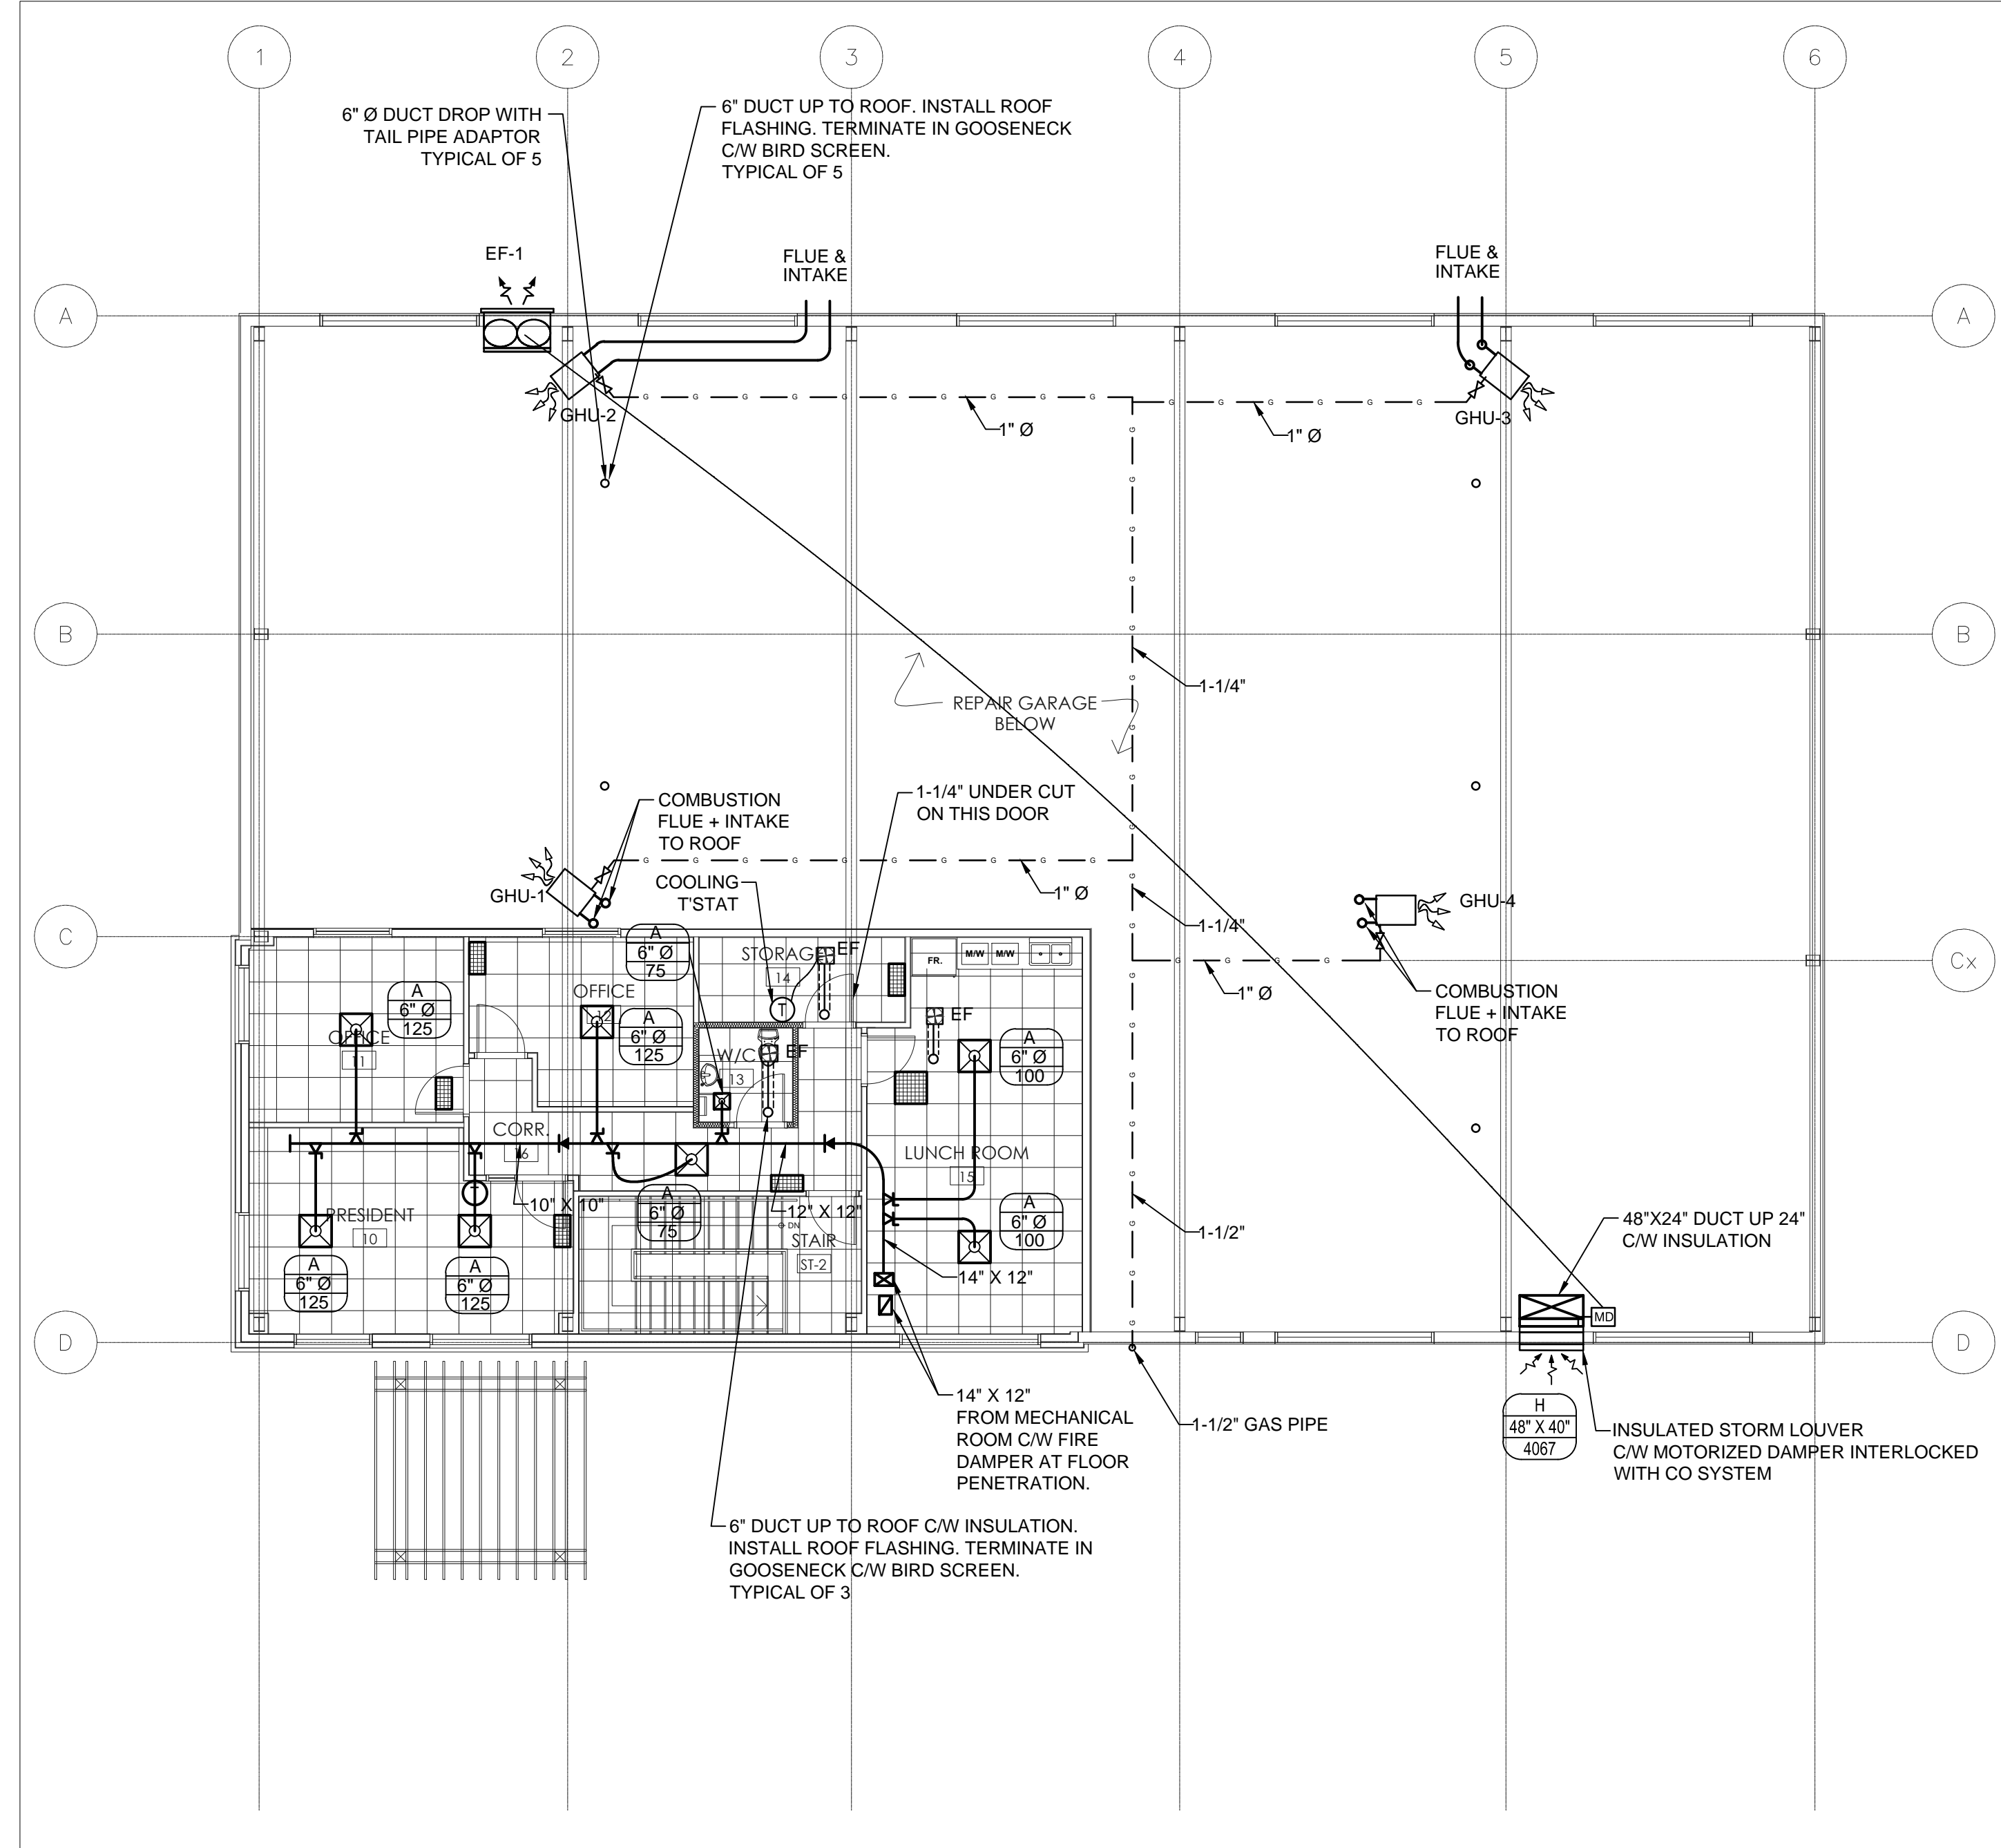 1
2
3
4
5
6
6" Ø DUCT DROP WITH
TAIL PIPE ADAPTOR
TYPICAL OF 5
6" DUCT UP TO ROOF. INSTALL ROOF
FLASHING. TERMINATE IN GOOSENECK
C/W BIRD SCREEN.
TYPICAL OF 5
EF-1
FLUE &
INTAKE
FLUE &
INTAKE
A
A
GHU-2
1" Ø
1" Ø
GHU-3
G G G G G G G G G G
G G G G G G
G
G
G
G
G
G
G
G
G
B
B
1-1/4"
REPAIR GARAGE
BELOW
1-1/4" UNDER CUT
ON THIS DOOR
COMBUSTION
FLUE + INTAKE
TO ROOF
G G G G G G G G G G
GHU-1
1" Ø
COOLING
T'STAT
GHU-4
1-1/4"
C
Cx
G G G G
1" Ø
COMBUSTION
FLUE + INTAKE
TO ROOF
A
6" Ø
75
STORAGE
14
EF
T
FR.
M/W
M/W
OFFICE
12
A
6" Ø
125
OFFICE
11
A
6" Ø
125
W/C
13
EF
EF
A
6" Ø
100
CORR.
16
LUNCH ROOM
15
T
10" X 10"
12" X 12"
PRESIDENT
10
A
6" Ø
75
DN
STAIR
ST-2
A
6" Ø
100
1-1/2"
14" X 12"
A
6" Ø
125
A
6" Ø
125
48"X24" DUCT UP 24"
C/W INSULATION
MD
D
D
14" X 12"
FROM MECHANICAL
ROOM C/W FIRE
DAMPER AT FLOOR
PENETRATION.
1-1/2" GAS PIPE
H
48" X 40"
4067
INSULATED STORM LOUVER
C/W MOTORIZED DAMPER INTERLOCKED
WITH CO SYSTEM
6" DUCT UP TO ROOF C/W INSULATION.
INSTALL ROOF FLASHING. TERMINATE IN
GOOSENECK C/W BIRD SCREEN.
TYPICAL OF 3